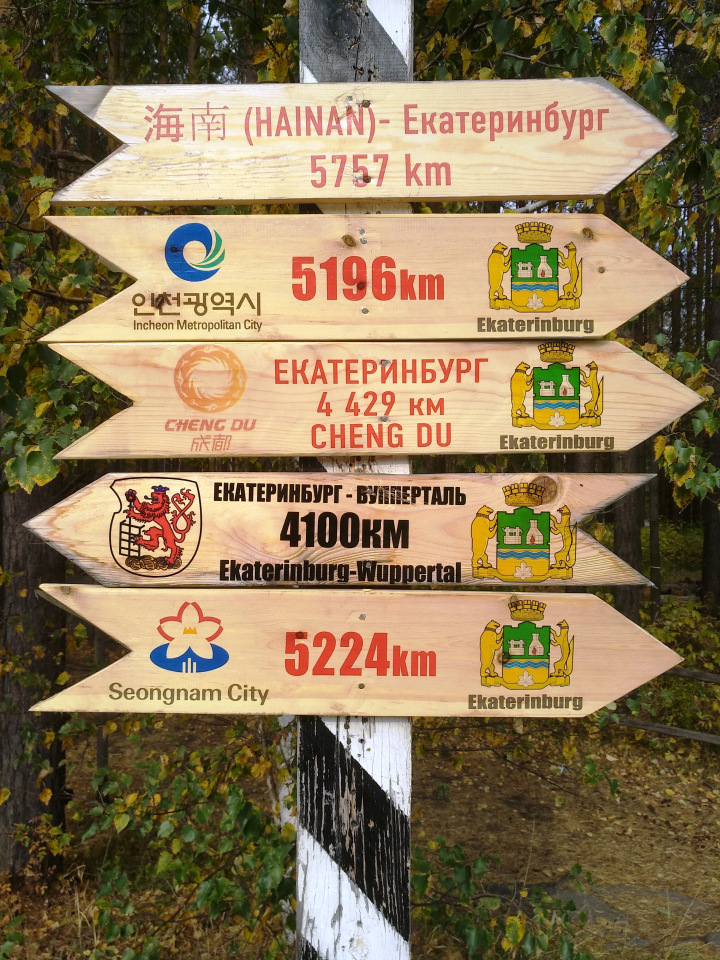 海南 (HAINAN)- Екатеринбург
5757 km
인천광역시
Incheon Metropolitan City
5196km
Ekaterinburg
CHENG DU
成都
ЕКАТЕРИНБУРГ
4 429 км
CHENG DU
Ekaterinburg
ЕКАТЕРИНБУРГ - ВУППЕРТАЛЬ
4100КМ
Ekaterinburg-Wuppertal
Seongnam City
5224km
Ekaterinburg